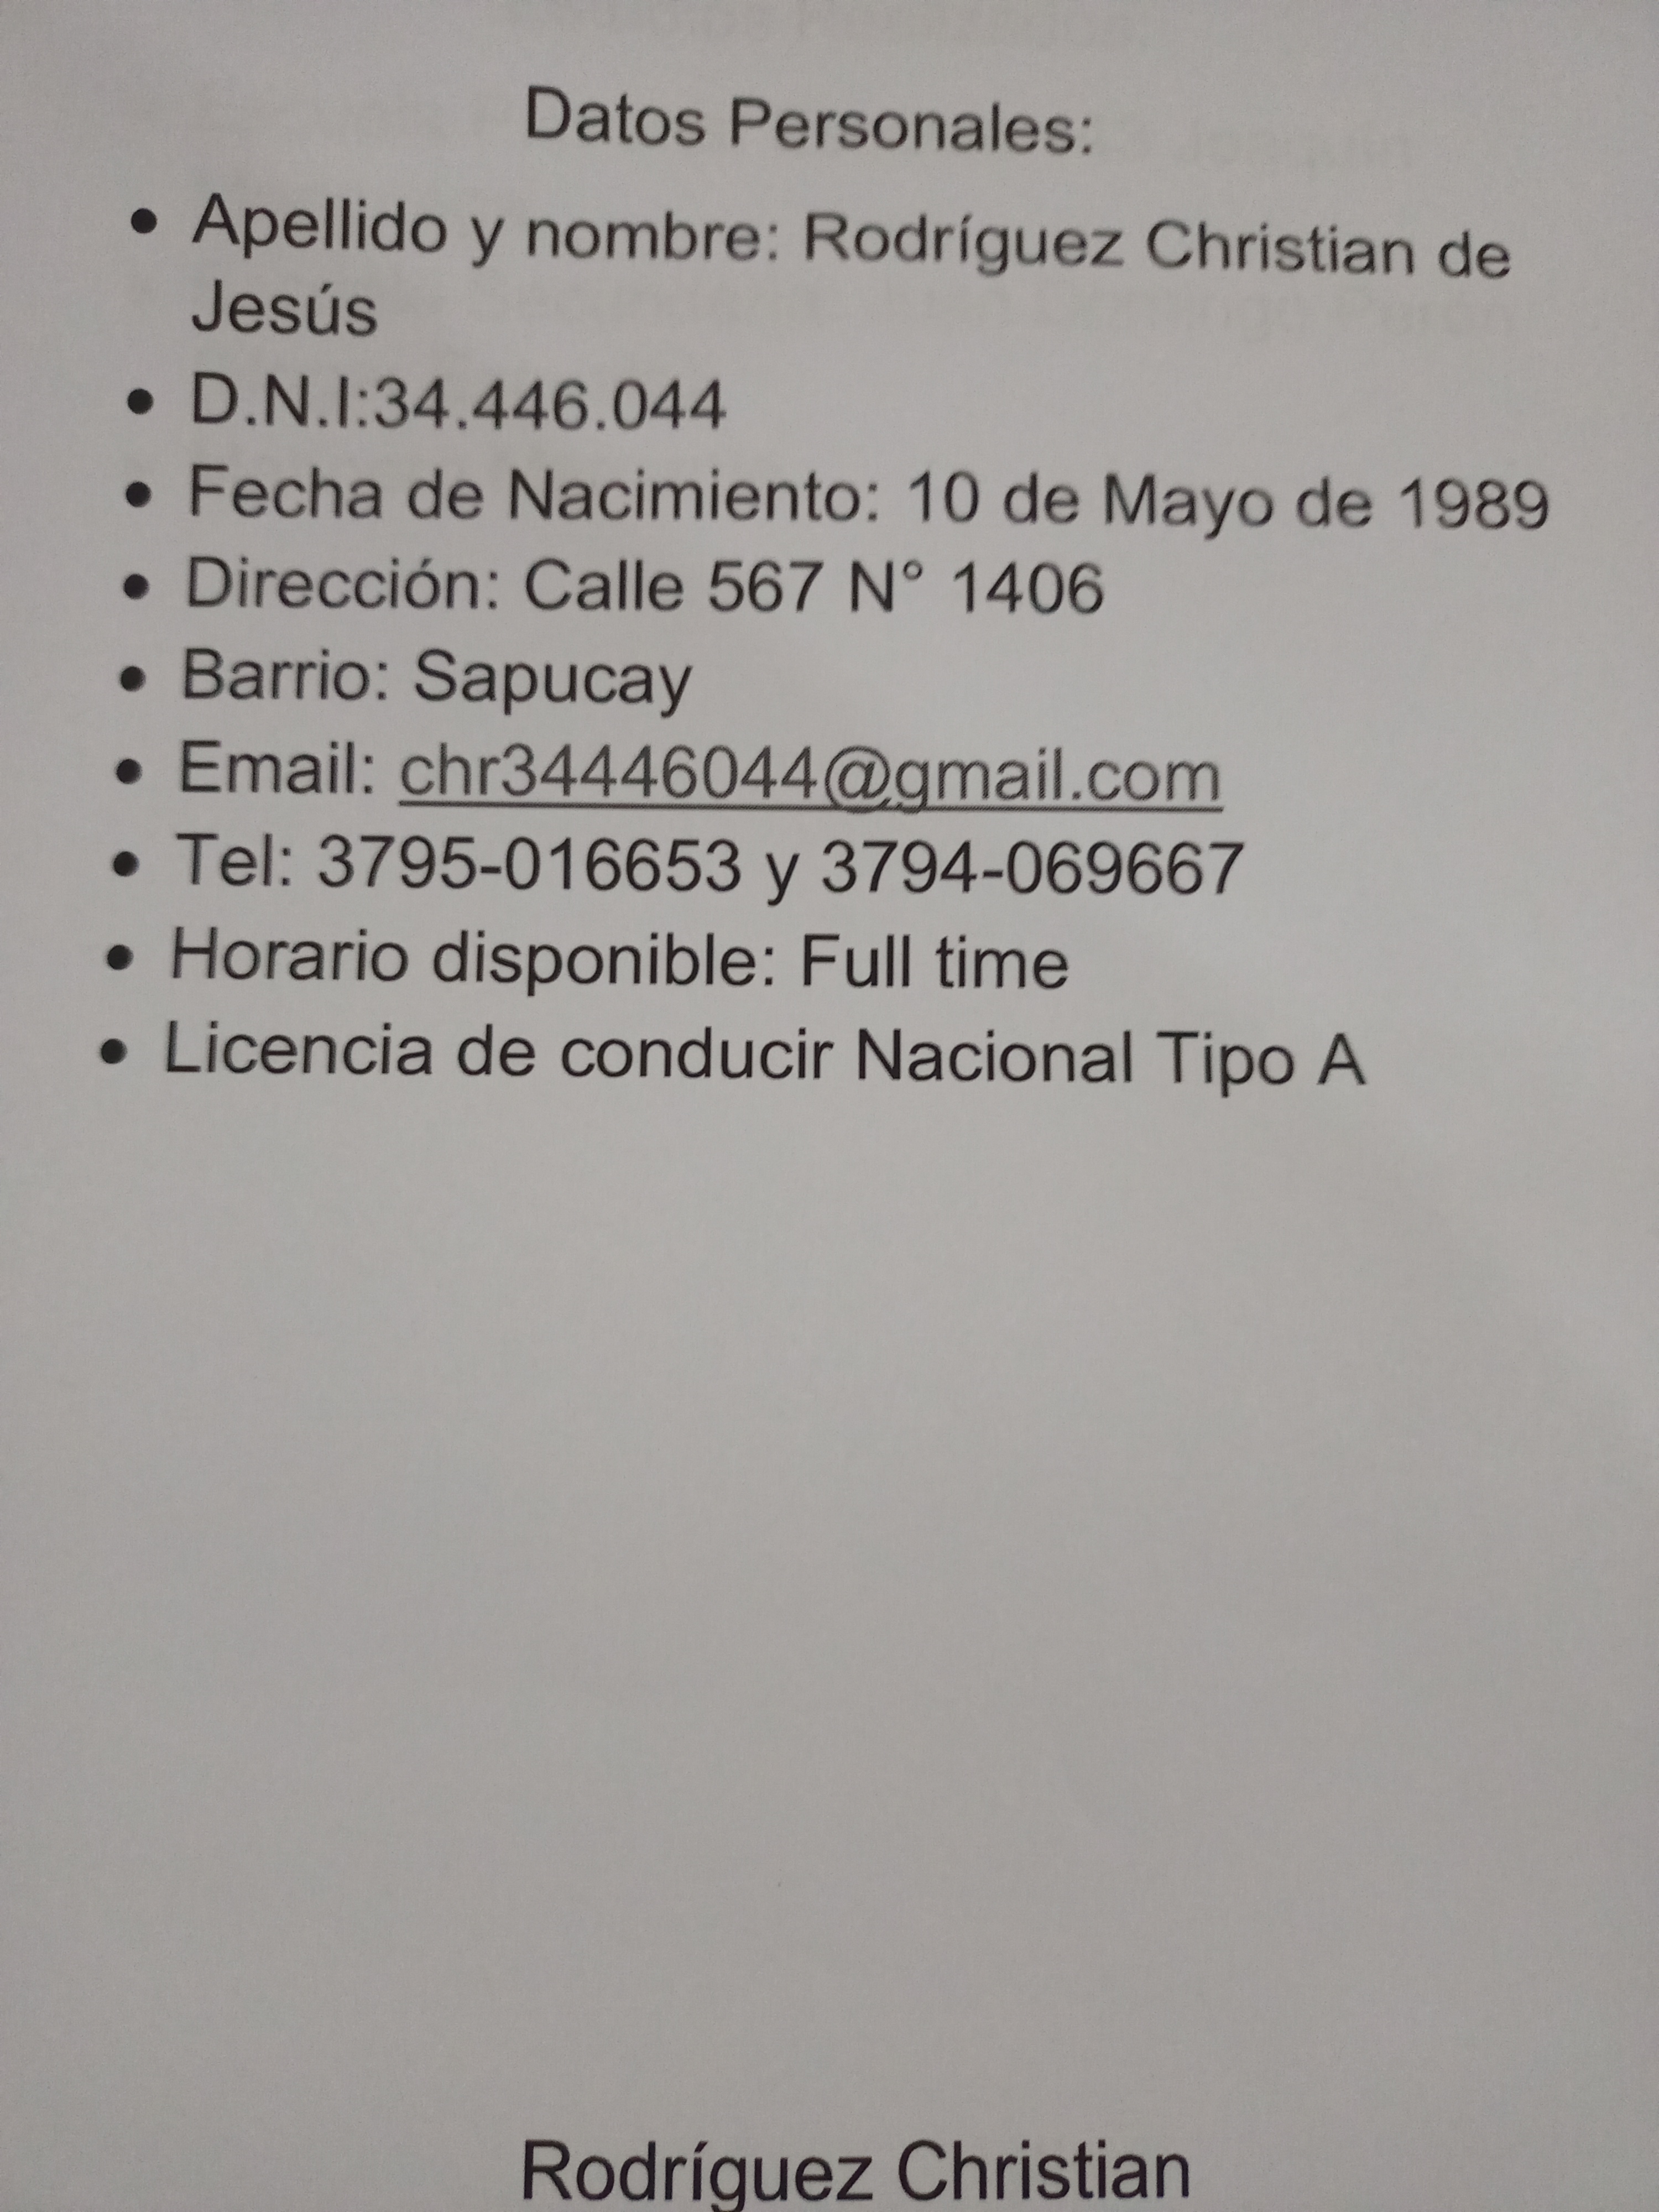 Datos Personales:
• Apellido y nombre: Rodríguez Christian de
Jesús
• D.N.I:34.446.044
• Fecha de Nacimiento: 10 de Mayo de 1989
• Dirección: Calle 567 N° 1406
• Barrio: Sapucay
• Email: chr34446044@gmail.com
• Tel: 3795-016653 y 3794-069667
• Horario disponible: Full time
• Licencia de conducir Nacional Tipo A
Rodríguez Christian